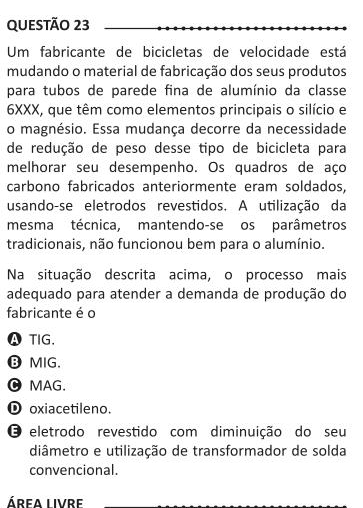 QUESTÃO 23
Um fabricante de bicicletas de velocidade está
mudando o material de fabricação dos seus produtos
para tubos de parede fina de alumínio da classe
6XXX, que têm como elementos principais o silício e
o magnésio. Essa mudança decorre da necessidade
de redução de peso desse tipo de bicicleta para
melhorar seu desempenho. Os quadros de aço
carbono fabricados anteriormente eram soldados,
usando-se eletrodos revestidos. A utilização da
mesma técnica, mantendo-se os parâmetros
tradicionais, não funcionou bem para o alumínio.
Na situação descrita acima, o processo mais
adequado para atender a demanda de produção do
fabricante é o
A TIG.
B MIG.
C MAG.
D oxiacetileno.
E eletrodo revestido com diminuição do seu
diâmetro e utilização de transformador de solda
convencional.
ÁREA LIVRE